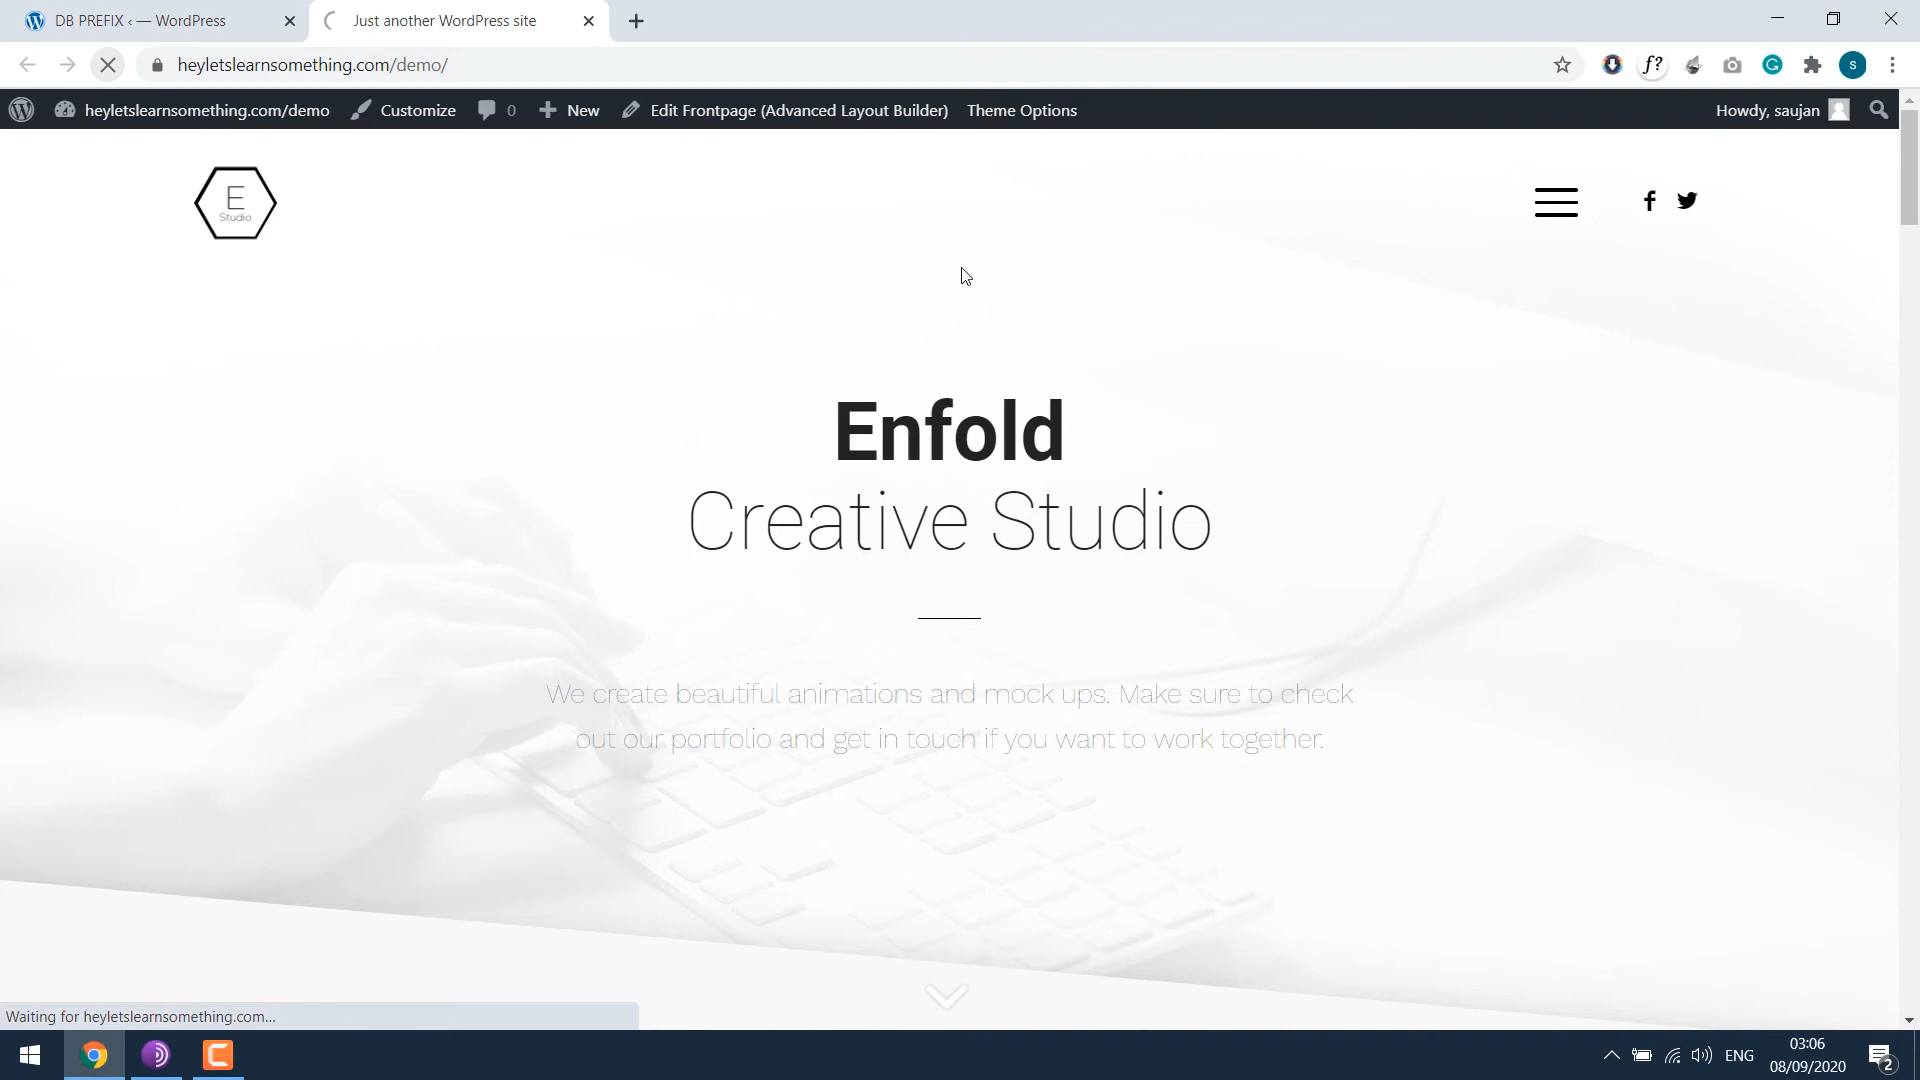 DB PREFIX ‹ — WordPress
Just another WordPress site
heyletslearnsomething.com/demo/
f?
S
heyletslearnsomething.com/demo
Customize
0
New
Edit Frontpage (Advanced Layout Builder)
Theme Options
Howdy, saujan
E
Studio
Enfold
Creative Studio
We create beautiful animations and mock ups. Make sure to check
out our portfolio and get in touch if you want to work together.
Waiting for heyletslearnsomething.com...
ENG
03:06
08/09/2020
2